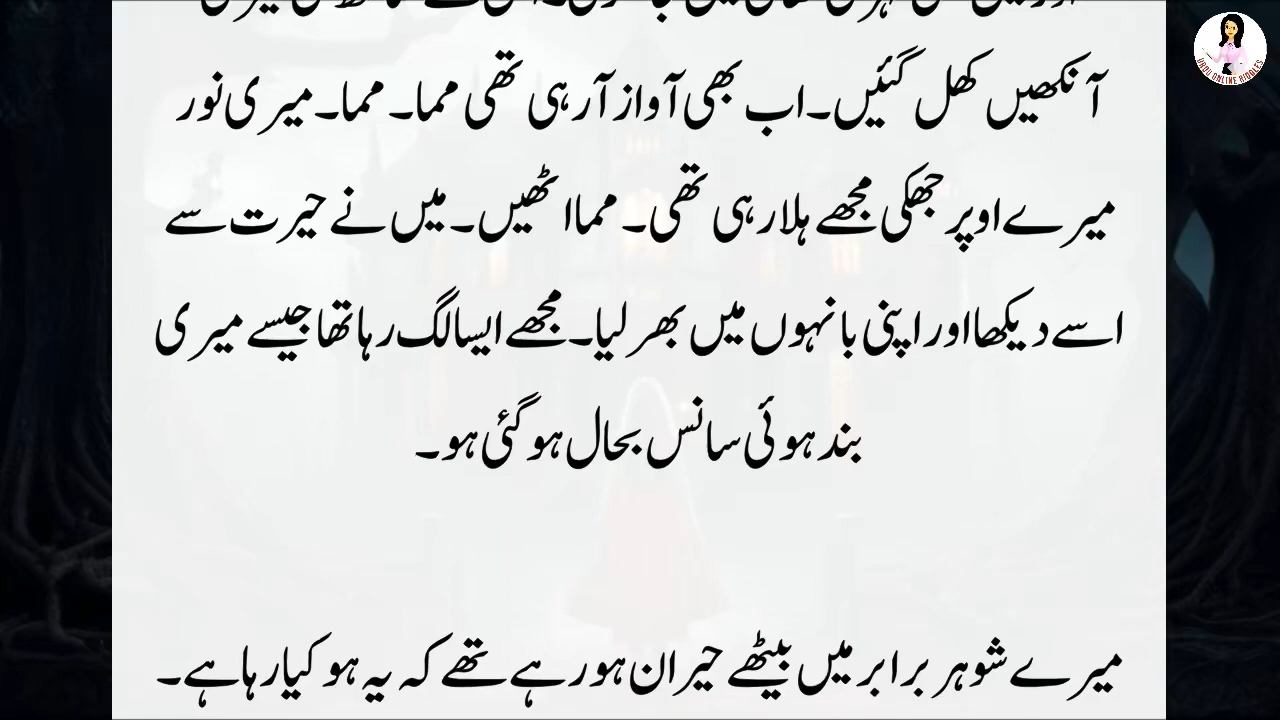 آنکھیں کھل گئیں۔ اب بھی آواز آرہی تھی مما۔ مما۔ میری نور
میرے اوپر جھکی مجھے ہلا رہی تھی۔ مما اٹھیں۔ میں نے حیرت سے
اسے دیکھا اور اپنی بانہوں میں بھر لیا۔ مجھے ایسا لگ رہا تھا جیسے میری
بند ہوئی سانس بحال ہو گئی ہو۔
میرے شوہر برابر میں بیٹھے حیران ہو رہے تھے کہ یہ ہو کیا رہا ہے۔
URDU ONLINE RIDDLES